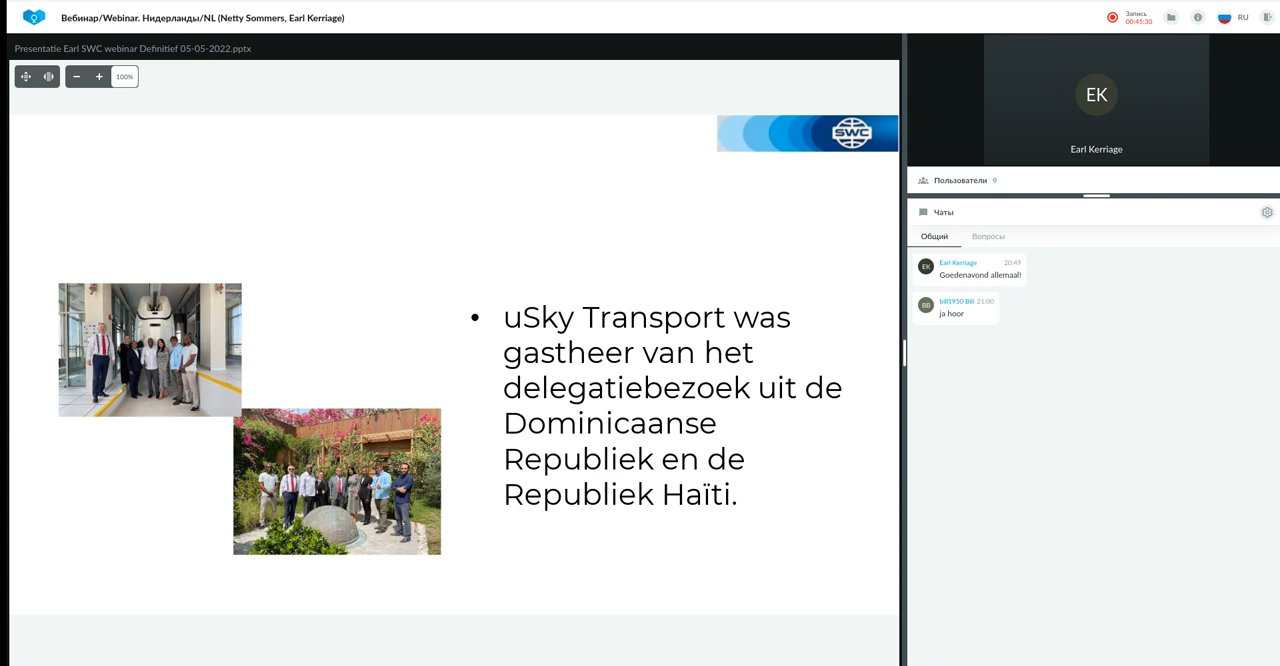 Вебинар/Webinar. Нидерланды/NL (Netty Sommers, Earl Kerriage)
Запись
00:45:30
RU
Presentatie Earl SWC webinar Definitief 05-05-2022.pptx
100%
SWC
• uSky Transport was
gastheer van het
delegatiebezoek uit de
Dominicaanse
Republiek en de
Republiek Haïti.
EK
Earl Kerriage
Пользователи 9
Чаты
Общий Вопросы
EK Earl Kerriage 20:49
Goedenavond allemaal!
BB bill1950 Bill 21:00
ja hoor